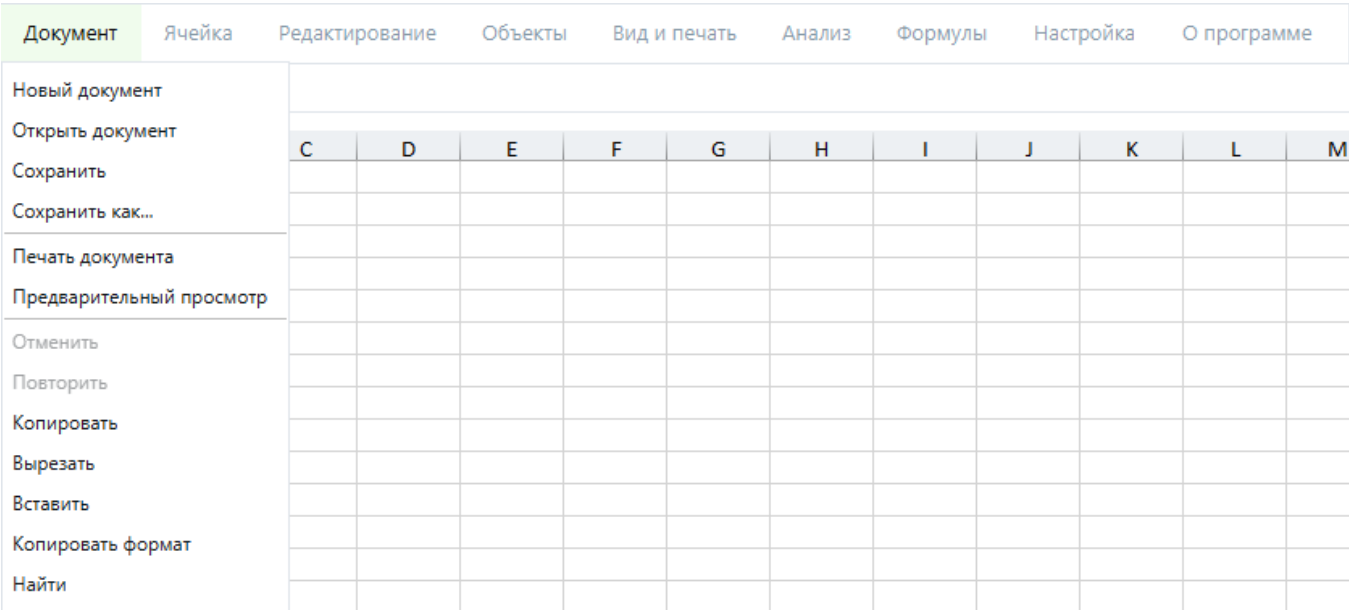 Документ Ячейка Редактирование Объекты Вид и печать Анализ Формулы Настройка О программе
Новый документ
Открыть документ
C D E F G H I J K L M
Сохранить
Сохранить как...
Печать документа
Предварительный просмотр
Отменить
Повторить
Копировать
Вырезать
Вставить
Копировать формат
Найти